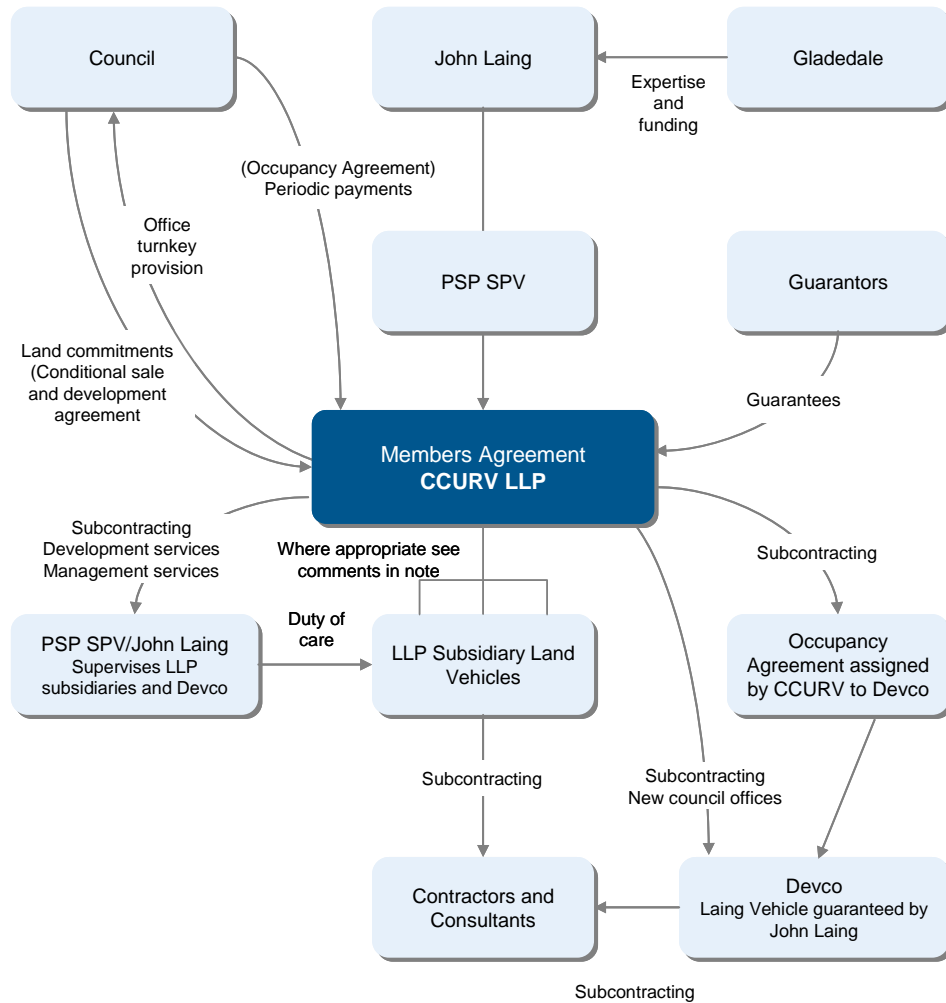 Council
John Laing
Gladedale
Expertise
and
funding
(Occupancy Agreement)
Periodic payments
Office
turnkey
provision
PSP SPV
Guarantors
Land commitments
(Conditional sale
and development
agreement
Guarantees
Members Agreement
CCURV LLP
Subcontracting
Development services
Management services
Where appropriate see
comments in note
Subcontracting
Duty of
care
PSP SPV/John Laing
Supervises LLP
subsidiaries and Devco
LLP Subsidiary Land
Vehicles
Occupancy
Agreement assigned
by CCURV to Devco
Subcontracting
Subcontracting
New council offices
Contractors and
Consultants
Devco
Laing Vehicle guaranteed by
John Laing
Subcontracting